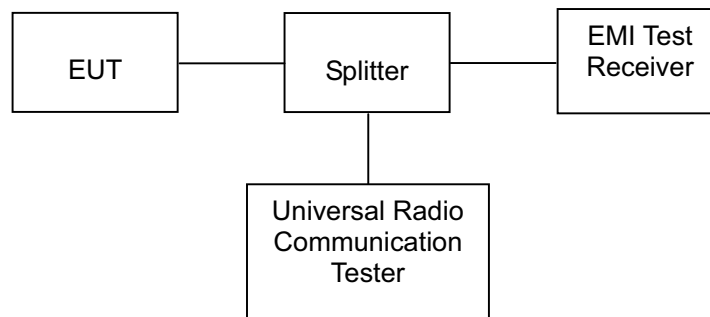 EUT
Splitter
EMI Test
Receiver
Universal Radio
Communication
Tester